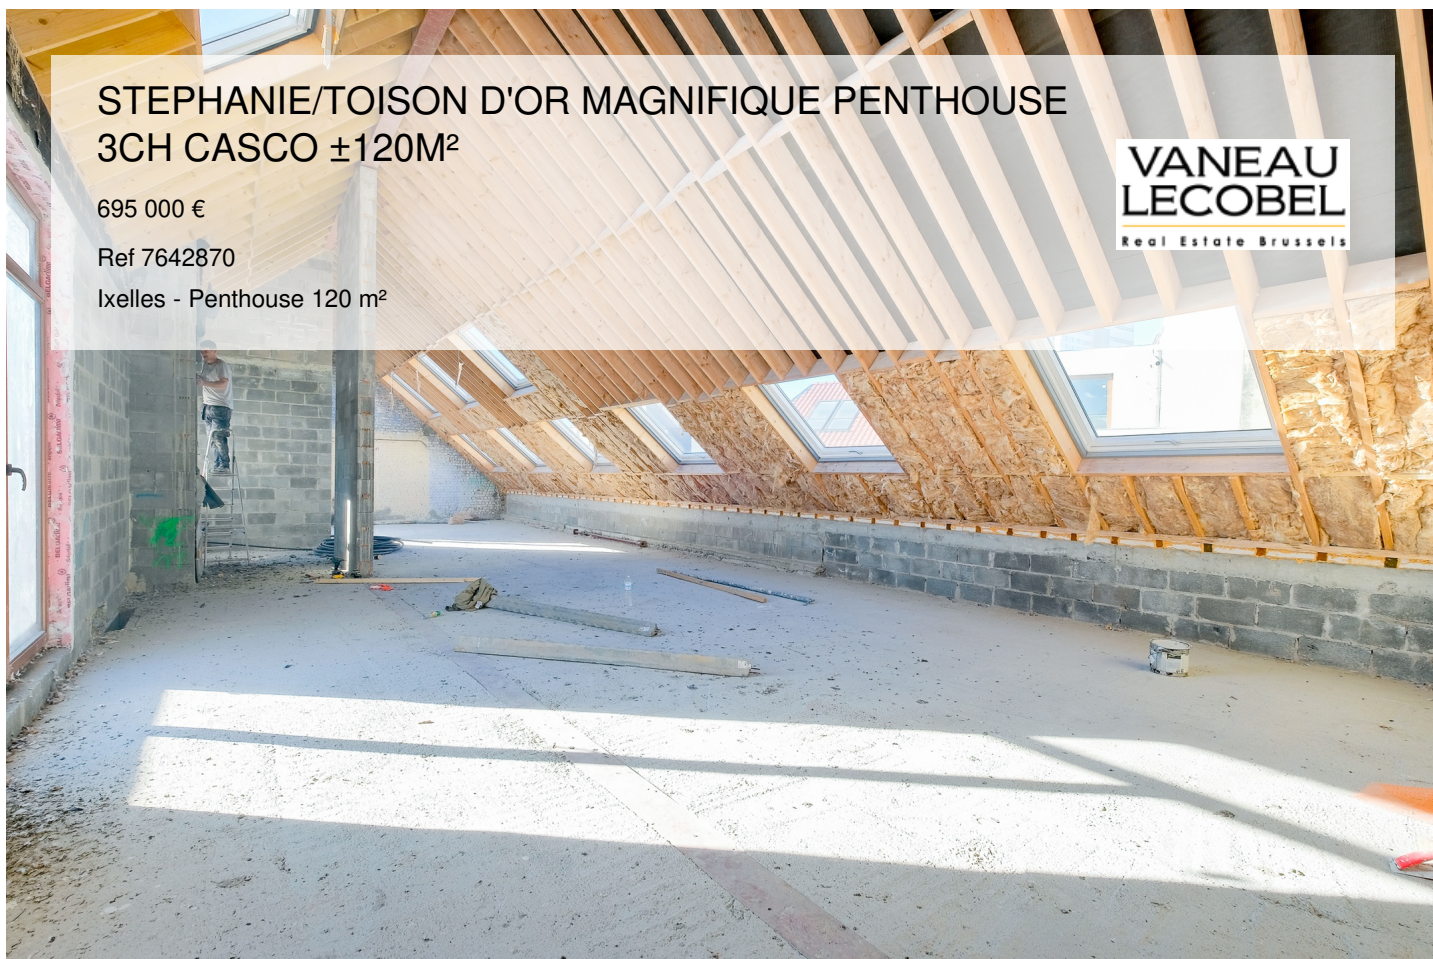 STEPHANIE/TOISON D'OR MAGNIFIQUE PENTHOUSE
3CH CASCO ±120M²
695 000 €
Ref 7642870
Ixelles - Penthouse 120 m²
VANEAU
LECOBEL
Real Estate Brussels